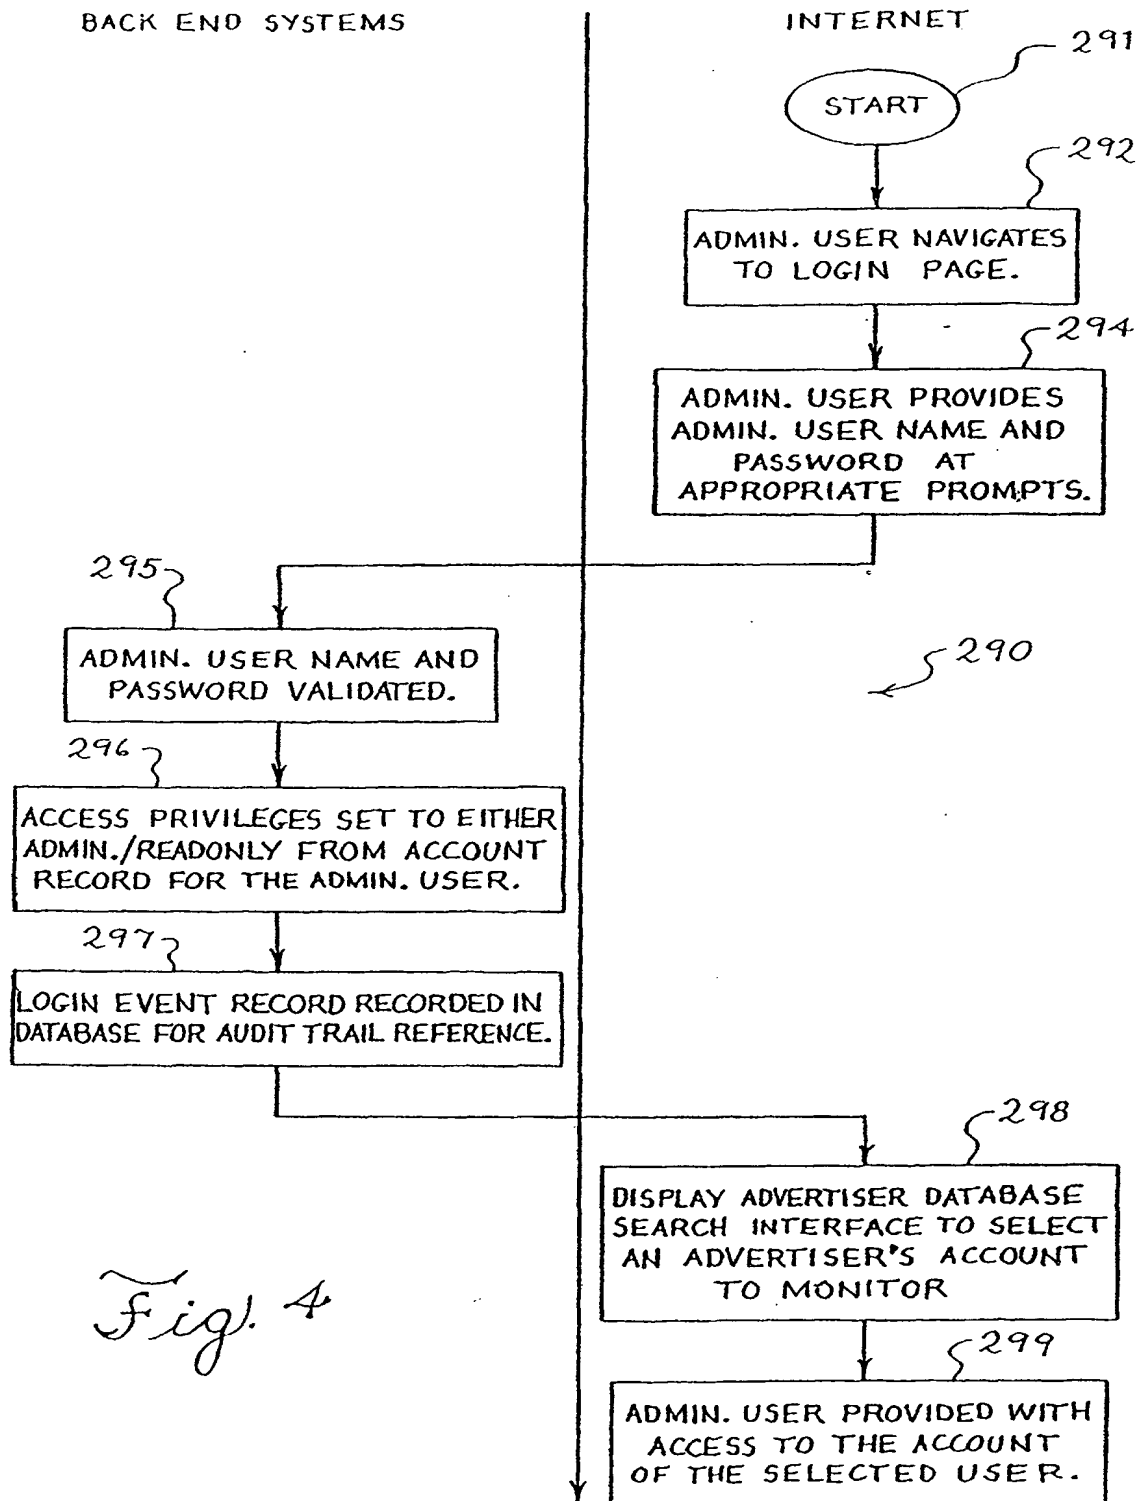 BACK END SYSTEMS
INTERNET
291
START
292
ADMIN. USER NAVIGATES
TO LOGIN PAGE.
294
ADMIN. USER PROVIDES
ADMIN. USER NAME AND
PASSWORD AT
APPROPRIATE PROMPTS.
295
ADMIN. USER NAME AND
PASSWORD VALIDATED.
290
296
ACCESS PRIVILEGES SET TO EITHER
ADMIN./READONLY FROM ACCOUNT
RECORD FOR THE ADMIN. USER.
297
LOGIN EVENT RECORD RECORDED IN
DATABASE FOR AUDIT TRAIL REFERENCE.
298
DISPLAY ADVERTISER DATABASE
SEARCH INTERFACE TO SELECT
AN ADVERTISER'S ACCOUNT
TO MONITOR
Fig. 4
299
ADMIN. USER PROVIDED WITH
ACCESS TO THE ACCOUNT
OF THE SELECTED USER.